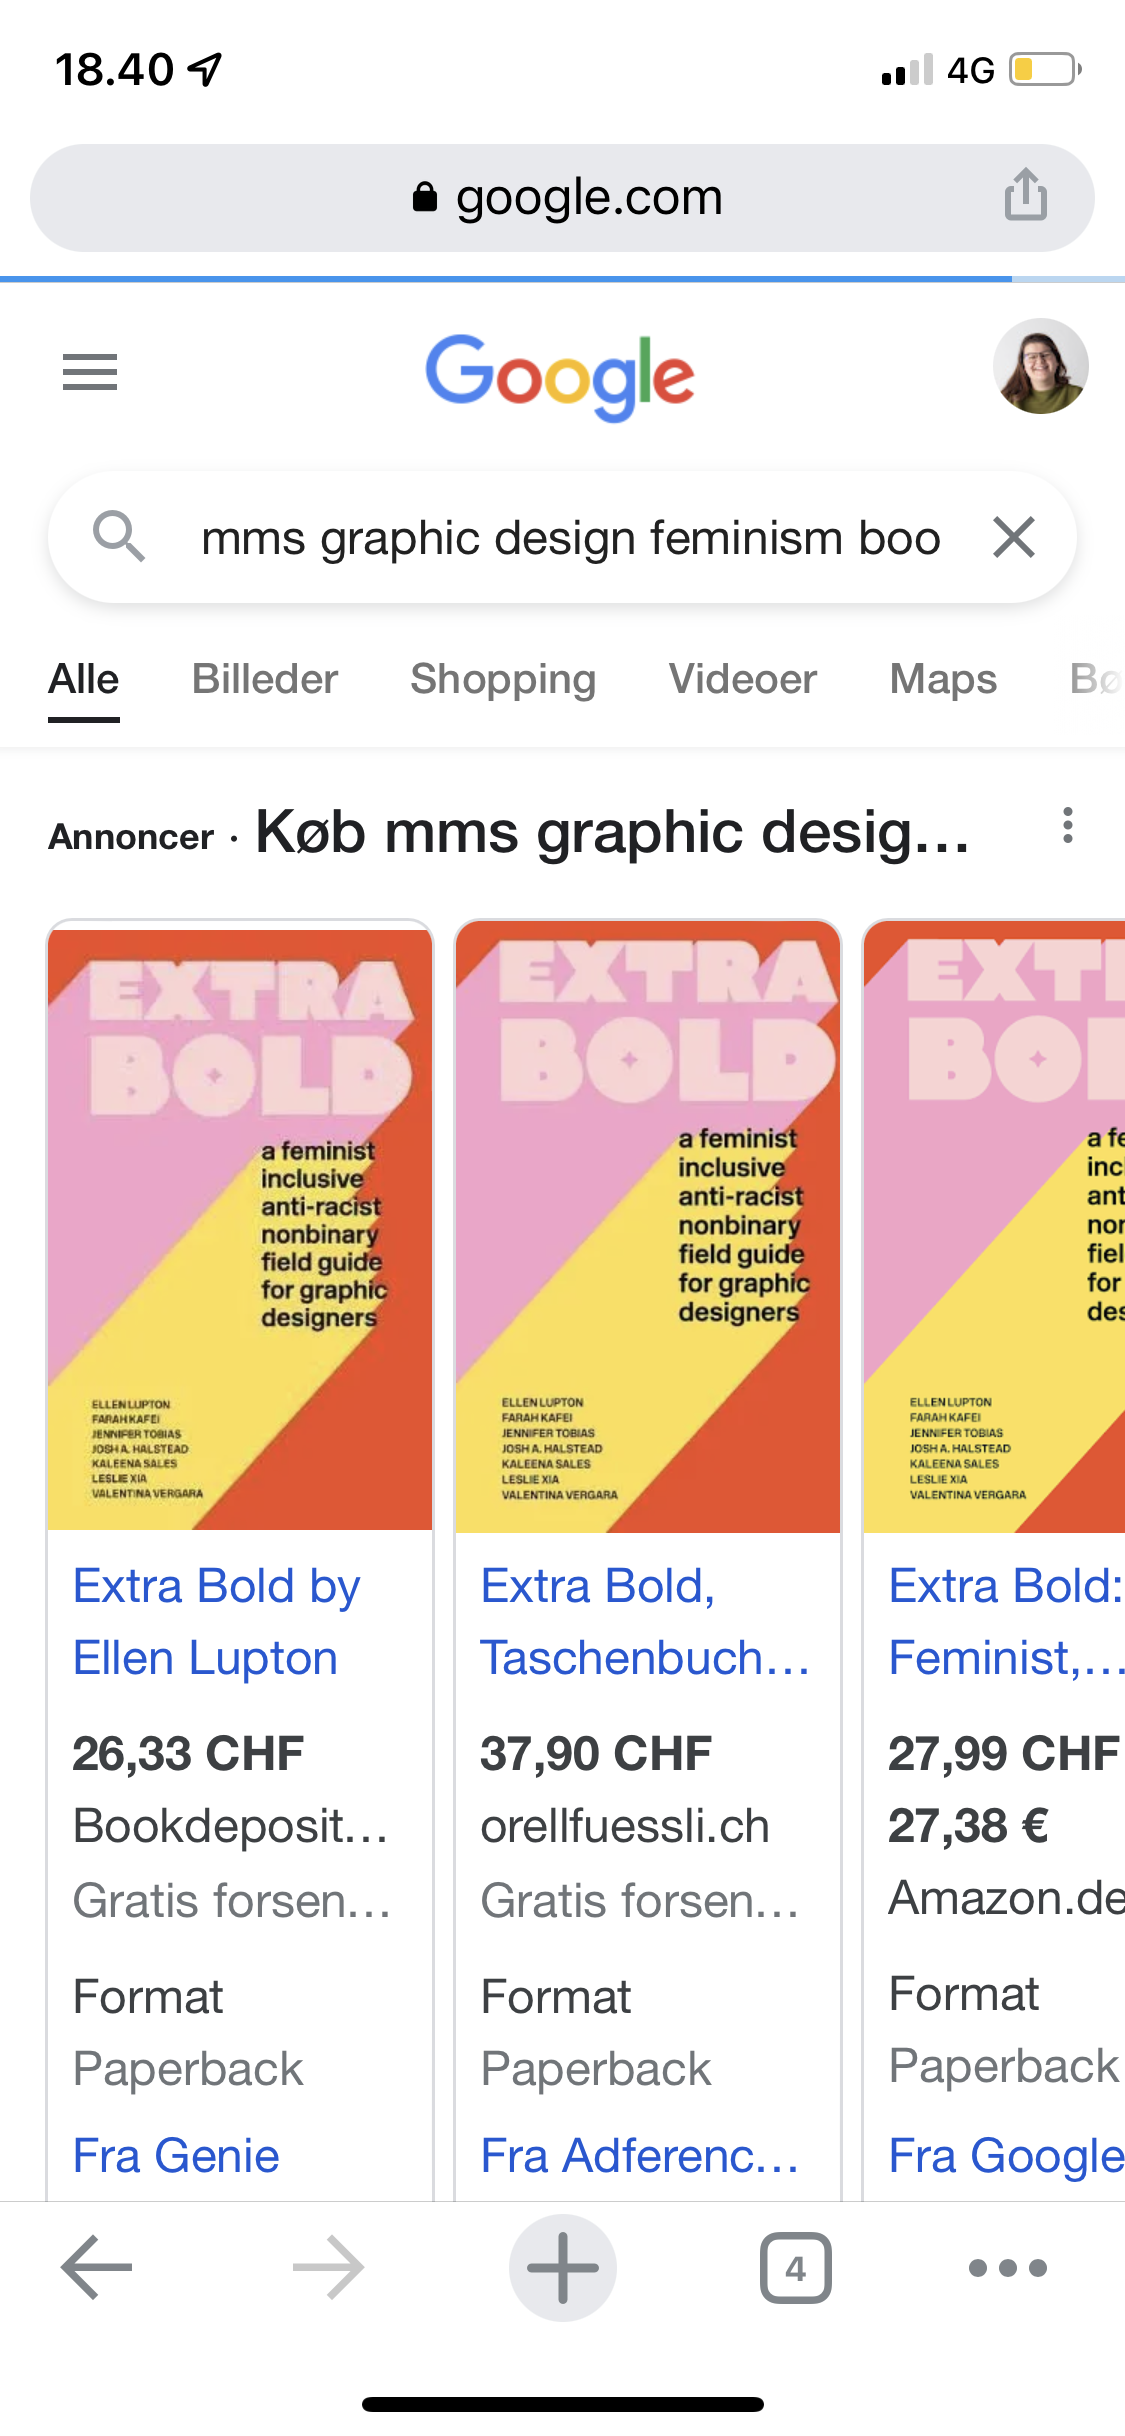 18.40
4G
google.com
Google
mms graphic design feminism boo
Alle Billeder Shopping Videoer Maps Bø
Annoncer · Køb mms graphic desig...
EXTRA
BOLD
a feminist
inclusive
anti-racist
nonbinary
field guide
for graphic
designers
ELLEN LUPTON
FARAH KAFEI
JENNIFER TOBIAS
JOSH A. HALSTEAD
KALEENA SALES
LESLIE XIA
VALENTINA VERGARA
Extra Bold by
Ellen Lupton
26,33 CHF
Bookdeposit...
Gratis forsen...
Format
Paperback
Fra Genie
EXTRA
BOLD
a feminist
inclusive
anti-racist
nonbinary
field guide
for graphic
designers
ELLEN LUPTON
FARAH KAFEI
JENNIFER TOBIAS
JOSH A. HALSTEAD
KALEENA SALES
LESLIE XIA
VALENTINA VERGARA
Extra Bold,
Taschenbuch...
37,90 CHF
orellfuessli.ch
Gratis forsen...
Format
Paperback
Fra Adferenc...
EXT
BO
a fe
inc
ant
nor
fiel
for
des
ELLEN LUPTON
FARAH KAFEI
JENNIFER TOBIAS
JOSH A. HALSTEAD
KALEENA SALES
LESLIE XIA
VALENTINA VERGARA
Extra Bold:
Feminist,...
27,99 CHF
27,38 €
Amazon.de
Format
Paperback
Fra Google
4